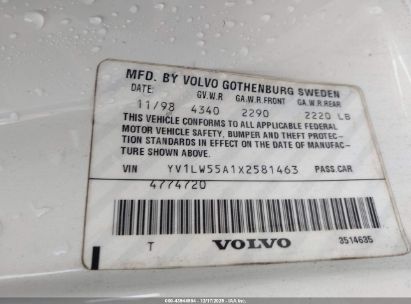 MFD. BY VOLVO GOTHENBURG SWEDEN
DATE: G.V.W.R GA.W.R.FRONT GA.W.R.REAR
11/98 4340 2290 2220 LB
THIS VEHICLE CONFORMS TO ALL APPLICABLE FEDERAL
MOTOR VEHICLE SAFETY, BUMPER AND THEFT PROTEC-
TION STANDARDS IN EFFECT ON THE DATE OF MANUFAC-
TURE SHOWN ABOVE.
VIN YV1LW55A1X2581463 PASS.CAR
4774720
T VOLVO 3514635